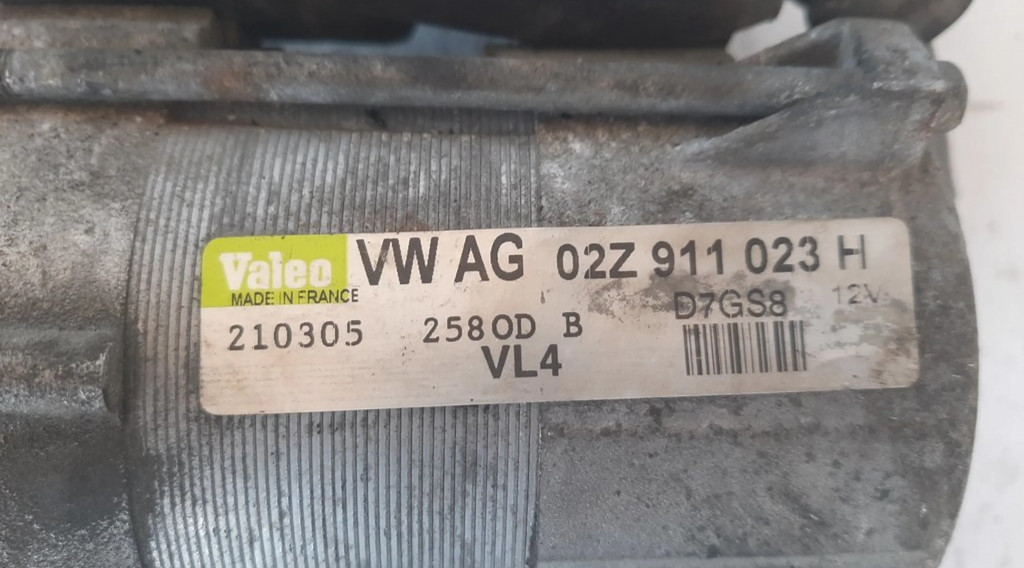 Valeo VW AG 02Z 911 023 H
MADE IN FRANCE D7GS8 12V
210305 2580D B
VL4